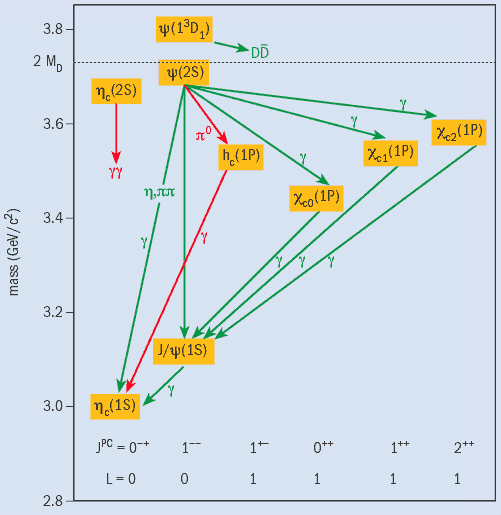 3.8
ψ(1³D₁)
DD̄
2 M_D
ψ(2S)
η_c(2S)
γ
3.6
γ
χ_c2(1P)
π⁰
h_c(1P)
γ
χ_c1(1P)
γγ
η,ππ
χ_c0(1P)
3.4
mass (GeV/c²)
γ
γ
γ
γ
γ
3.2
J/ψ(1S)
γ
3.0
η_c(1S)
J^PC = 0⁻⁺ 1⁻⁻ 1⁺⁻ 0⁺⁺ 1⁺⁺ 2⁺⁺
L = 0 0 1 1 1 1
2.8